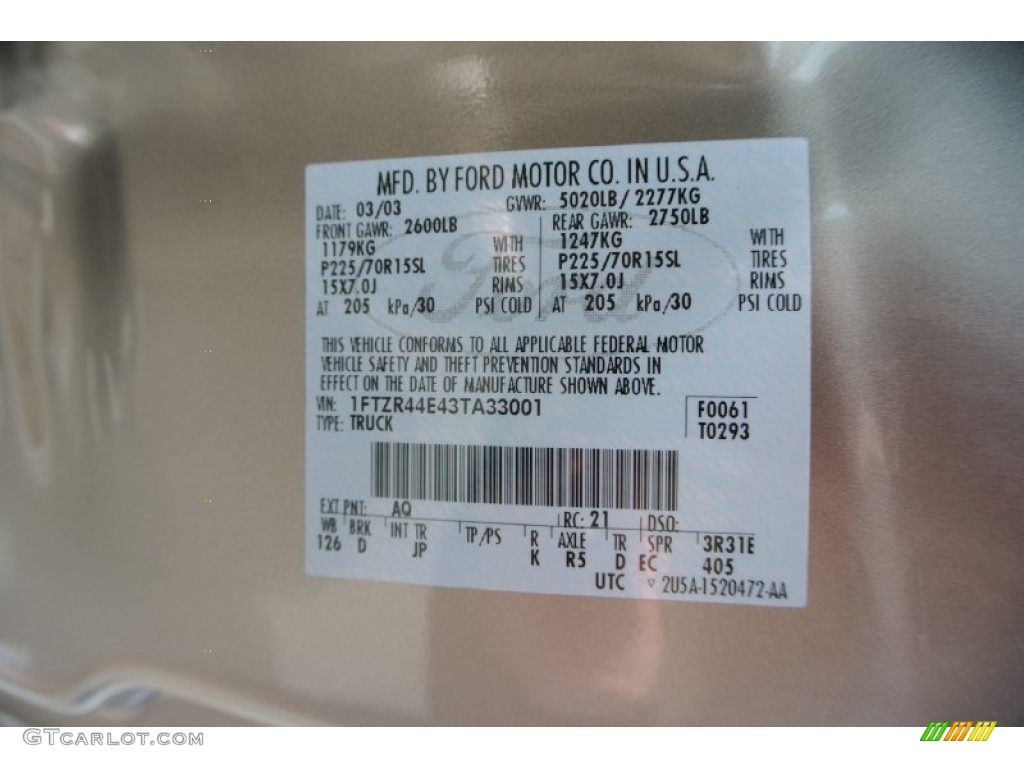 MFD. BY FORD MOTOR CO. IN U.S.A.
DATE: 03/03 GVWR: 5020LB/2277KG
FRONT GAWR: 2600LB REAR GAWR: 2750LB
1179KG WITH 1247KG WITH
P225/70R15SL TIRES P225/70R15SL TIRES
15X7.0J RIMS 15X7.0J RIMS
AT 205 kPa/30 PSI COLD AT 205 kPa/30 PSI COLD
Ford
THIS VEHICLE CONFORMS TO ALL APPLICABLE FEDERAL MOTOR
VEHICLE SAFETY AND THEFT PREVENTION STANDARDS IN
EFFECT ON THE DATE OF MANUFACTURE SHOWN ABOVE.
VIN: 1FTZR44E43TA33001 F0061
TYPE: TRUCK T0293
EXT PNT: AQ RC: 21 DSO:
WB BRK INT TR TP/PS R AXLE TR SPR 3R31E
126 D JP K R5 D EC 405
UTC ▽ 2U5A-1520472-AA
GTCarLot.com